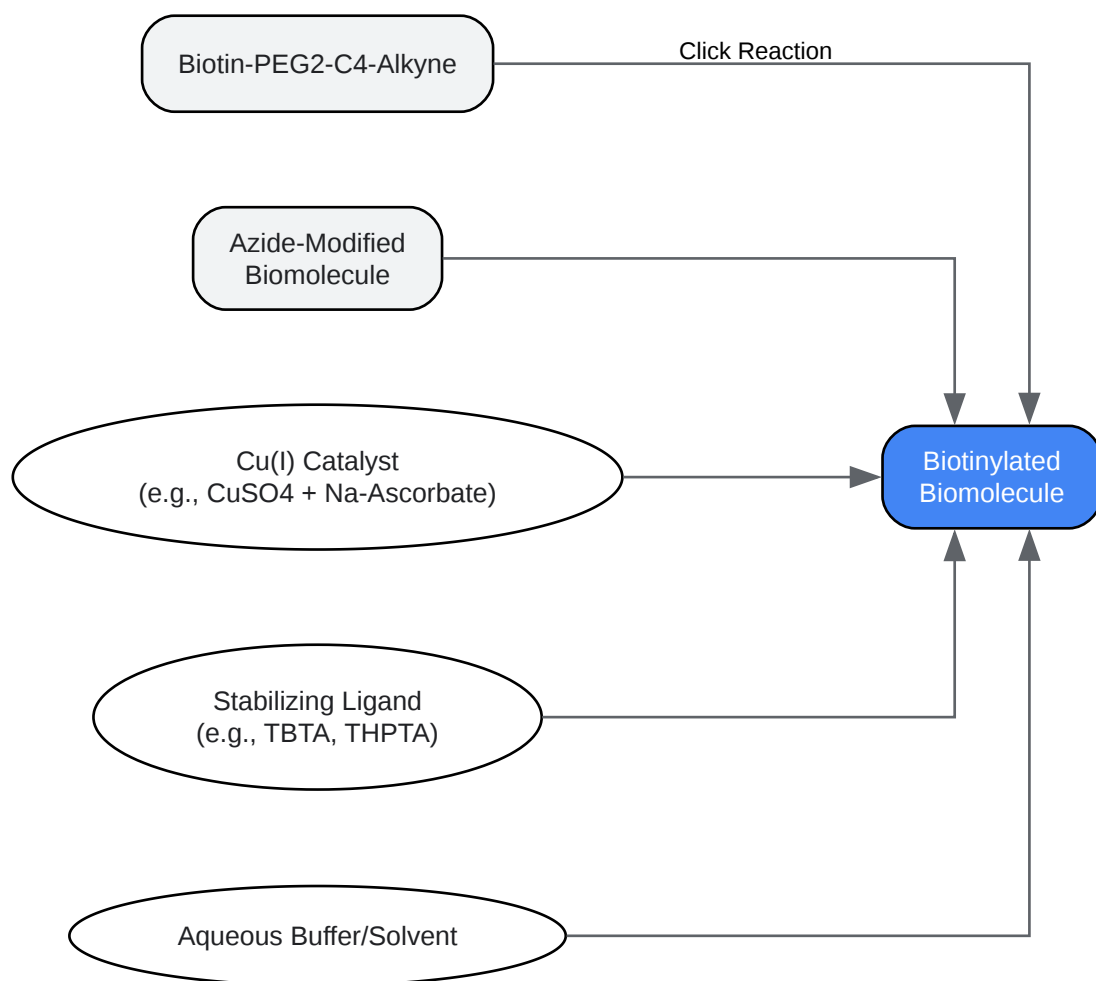 Biotin-PEG2-C4-Alkyne
Click Reaction
Azide-Modified
Biomolecule
Cu(I) Catalyst
(e.g., CuSO4 + Na-Ascorbate)
Biotinylated
Biomolecule
Stabilizing Ligand
(e.g., TBTA, THPTA)
Aqueous Buffer/Solvent